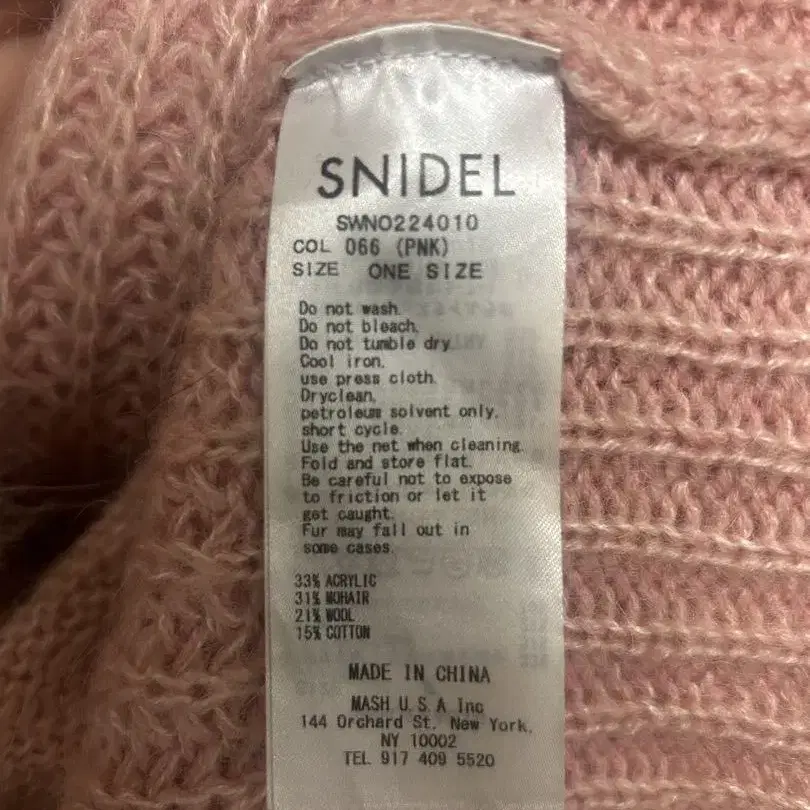 SNIDEL
SWNO224010
COL 066 (PNK)
SIZE ONE SIZE
Do not wash.
Do not bleach.
Do not tumble dry.
Cool iron.
use press cloth.
Dryclean.
petroleum solvent only.
short cycle.
Use the net when cleaning.
Fold and store flat.
Be careful not to expose
to friction or let it
get caught.
Fur may fall out in
some cases.
33% ACRYLIC
31% MOHAIR
21% WOOL
15% COTTON
MADE IN CHINA
MASH U.S.A Inc
144 Orchard St. New York,
NY 10002
TEL 917 409 5520